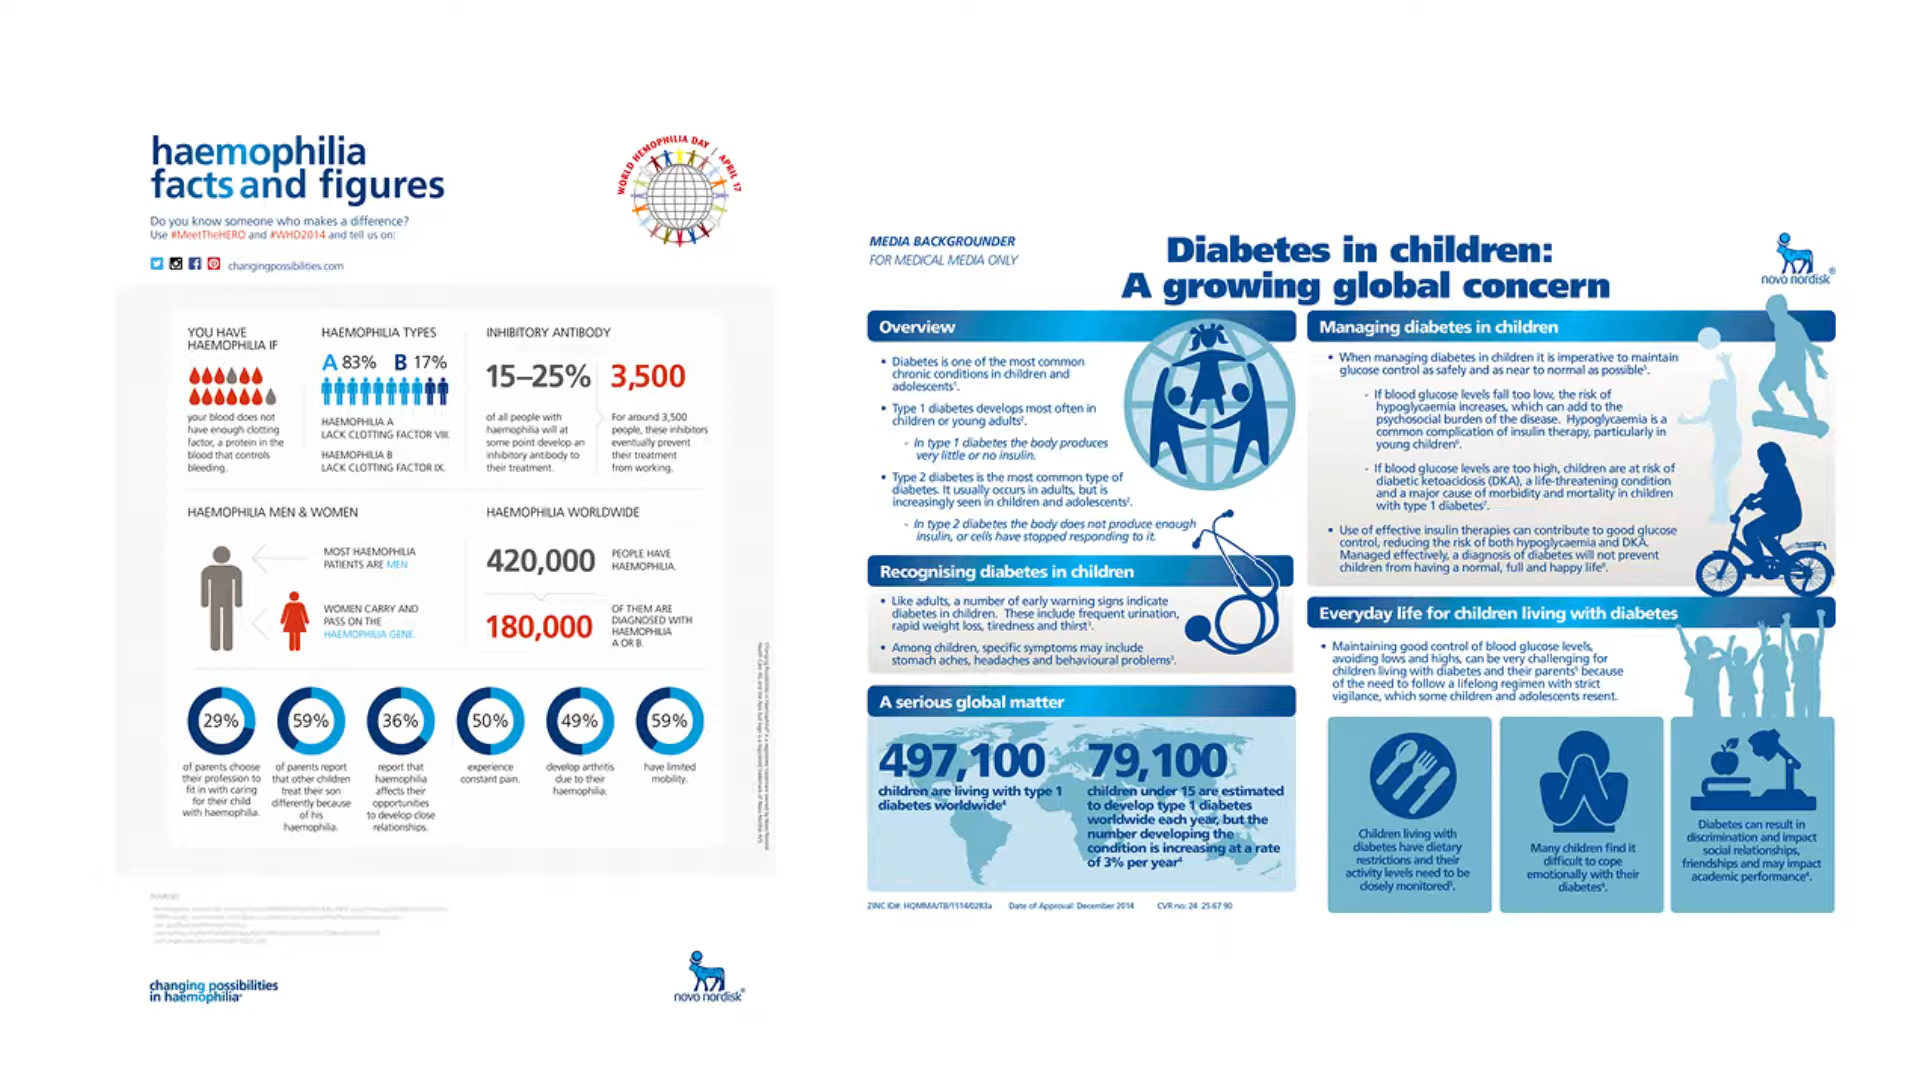 haemophilia
facts and figures
Do you know someone who makes a difference?
Use #MeetTheHERO and #WHD2014 and tell us on:
changingpossibilities.com
WORLD HEMOPHILIA DAY / APRIL 17
YOU HAVE
HAEMOPHILIA IF
your blood does not
have enough clotting
factor, a protein in the
blood that controls
bleeding.
HAEMOPHILIA TYPES
A 83% B 17%
HAEMOPHILIA A
LACK CLOTTING FACTOR VIII.
HAEMOPHILIA B
LACK CLOTTING FACTOR IX.
INHIBITORY ANTIBODY
15–25%
of all people with
haemophilia will at
some point develop an
inhibitory antibody to
their treatment.
3,500
For around 3,500
people, these inhibitors
eventually prevent
their treatment
from working.
HAEMOPHILIA MEN & WOMEN
MOST HAEMOPHILIA
PATIENTS ARE MEN
WOMEN CARRY AND
PASS ON THE
HAEMOPHILIA GENE.
HAEMOPHILIA WORLDWIDE
420,000
PEOPLE HAVE
HAEMOPHILIA.
180,000
OF THEM ARE
DIAGNOSED WITH
HAEMOPHILIA
A OR B.
29%
of parents choose
their profession to
fit in with caring
for their child
with haemophilia.
59%
of parents report
that other children
treat their son
differently because
of his
haemophilia.
36%
report that
haemophilia
affects their
opportunities
to develop close
relationships.
50%
experience
constant pain.
49%
develop arthritis
due to their
haemophilia.
59%
have limited
mobility.
changing possibilities
in haemophilia®
novo nordisk®
MEDIA BACKGROUNDER
FOR MEDICAL MEDIA ONLY
Diabetes in children:
A growing global concern
novo nordisk®
Overview
• Diabetes is one of the most common
chronic conditions in children and
adolescents¹.
• Type 1 diabetes develops most often in
children or young adults².
- In type 1 diabetes the body produces
very little or no insulin.
• Type 2 diabetes is the most common type of
diabetes. It usually occurs in adults, but is
increasingly seen in children and adolescents².
- In type 2 diabetes the body does not produce enough
insulin, or cells have stopped responding to it.
Recognising diabetes in children
• Like adults, a number of early warning signs indicate
diabetes in children. These include frequent urination,
rapid weight loss, tiredness and thirst³.
• Among children, specific symptoms may include
stomach aches, headaches and behavioural problems³.
A serious global matter
497,100
children are living with type 1
diabetes worldwide⁴
79,100
children under 15 are estimated
to develop type 1 diabetes
worldwide each year, but the
number developing the
condition is increasing at a rate
of 3% per year⁴
ZINC ID#: HQMMA/TB/1114/0283a Date of Approval: December 2014 CVR no: 24 25 67 90
Managing diabetes in children
• When managing diabetes in children it is imperative to maintain
glucose control as safely and as near to normal as possible⁵.
- If blood glucose levels fall too low, the risk of
hypoglycaemia increases, which can add to the
psychosocial burden of the disease. Hypoglycaemia is a
common complication of insulin therapy, particularly in
young children⁶.
- If blood glucose levels are too high, children are at risk of
diabetic ketoacidosis (DKA), a life-threatening condition
and a major cause of morbidity and mortality in children
with type 1 diabetes⁷.
• Use of effective insulin therapies can contribute to good glucose
control, reducing the risk of both hypoglycaemia and DKA.
Managed effectively, a diagnosis of diabetes will not prevent
children from having a normal, full and happy life⁸.
Everyday life for children living with diabetes
• Maintaining good control of blood glucose levels,
avoiding lows and highs, can be very challenging for
children living with diabetes and their parents⁵ because
of the need to follow a lifelong regimen with strict
vigilance, which some children and adolescents resent.
Children living with
diabetes have dietary
restrictions and their
activity levels need to be
closely monitored⁵.
Many children find it
difficult to cope
emotionally with their
diabetes⁹.
Diabetes can result in
discrimination and impact
social relationships,
friendships and may impact
academic performance⁸.